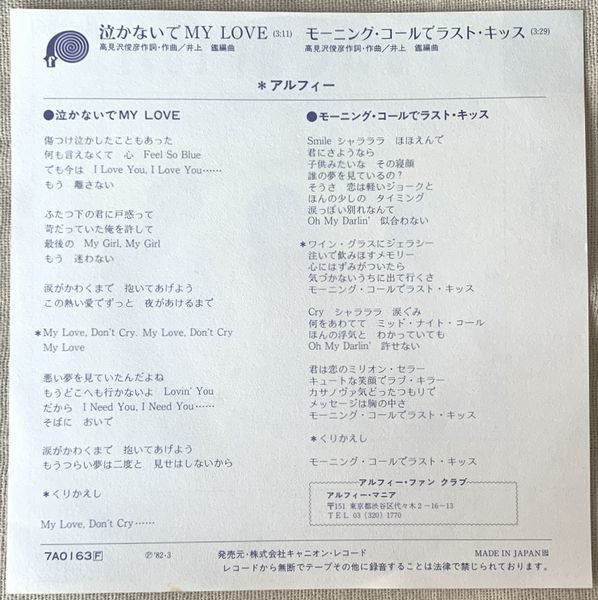 泣かないでMY LOVE (3:11)
高見沢俊彦作詞・作曲／井上 鑑編曲
モーニング・コールでラスト・キッス (3:29)
高見沢俊彦作詞・作曲／井上 鑑編曲
＊アルフィー
●泣かないでMY LOVE
傷つけ泣かしたこともあった
何も言えなくて 心 Feel So Blue
でも今は I Love You, I Love You……
もう 離さない
ふたつ下の君に戸惑って
苛だっていた俺を許して
最後の My Girl, My Girl
もう 迷わない
涙がかわくまで 抱いてあげよう
この熱い愛でずっと 夜があけるまで
＊My Love, Don't Cry. My Love, Don't Cry
My Love
悪い夢を見ていたんだよね
もうどこへも行かないよ Lovin' You
だから I Need You, I Need You……
そばに おいで
涙がかわくまで 抱いてあげよう
もうつらい夢は二度と 見せはしないから
＊くりかえし
My Love, Don't Cry……
●モーニング・コールでラスト・キッス
Smile シャラララ ほほえんで
君にさようなら
子供みたいな その寝顔
誰の夢を見ているの？
そうさ 恋は軽いジョークと
ほんの少しの タイミング
涙っぽい別れなんて
Oh My Darlin' 似合わない
＊ワイン・グラスにジェラシー
注いで飲みほすメモリー
心にはずみがついたら
気づかないうちに出て行くさ
モーニング・コールでラスト・キッス
Cry シャラララ 涙ぐみ
何をあわてて ミッド・ナイト・コール
ほんの浮気と わかっていても
Oh My Darlin' 許せない
君は恋のミリオン・セラー
キュートな笑顔でラブ・キラー
カサノヴァ気どったつもりで
メッセージは胸の中さ
モーニング・コールでラスト・キッス
＊くりかえし
モーニング・コールでラスト・キッス
アルフィー・ファン クラブ
アルフィー・マニア
〒151 東京都渋谷区代々木2－16－13
TEL 03 (320) 1770
7A0163 F
Ⓟ'82・3
発売元・株式会社キャニオン・レコード
MADE IN JAPAN
レコードから無断でテープその他に録音することは法律で禁じられております。